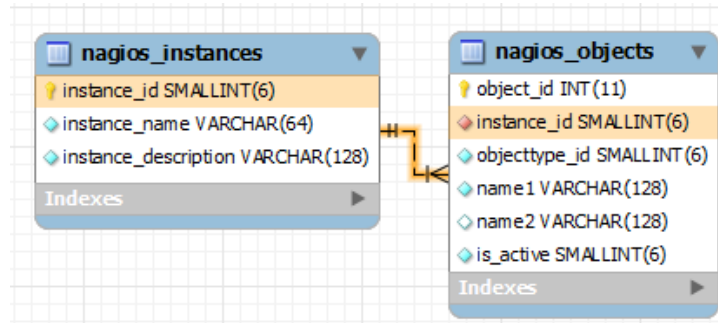 nagios_instances
instance_id SMALLINT(6)
instance_name VARCHAR(64)
instance_description VARCHAR(128)
Indexes
nagios_objects
object_id INT(11)
instance_id SMALLINT(6)
objecttype_id SMALLINT(6)
name1 VARCHAR(128)
name2 VARCHAR(128)
is_active SMALLINT(6)
Indexes